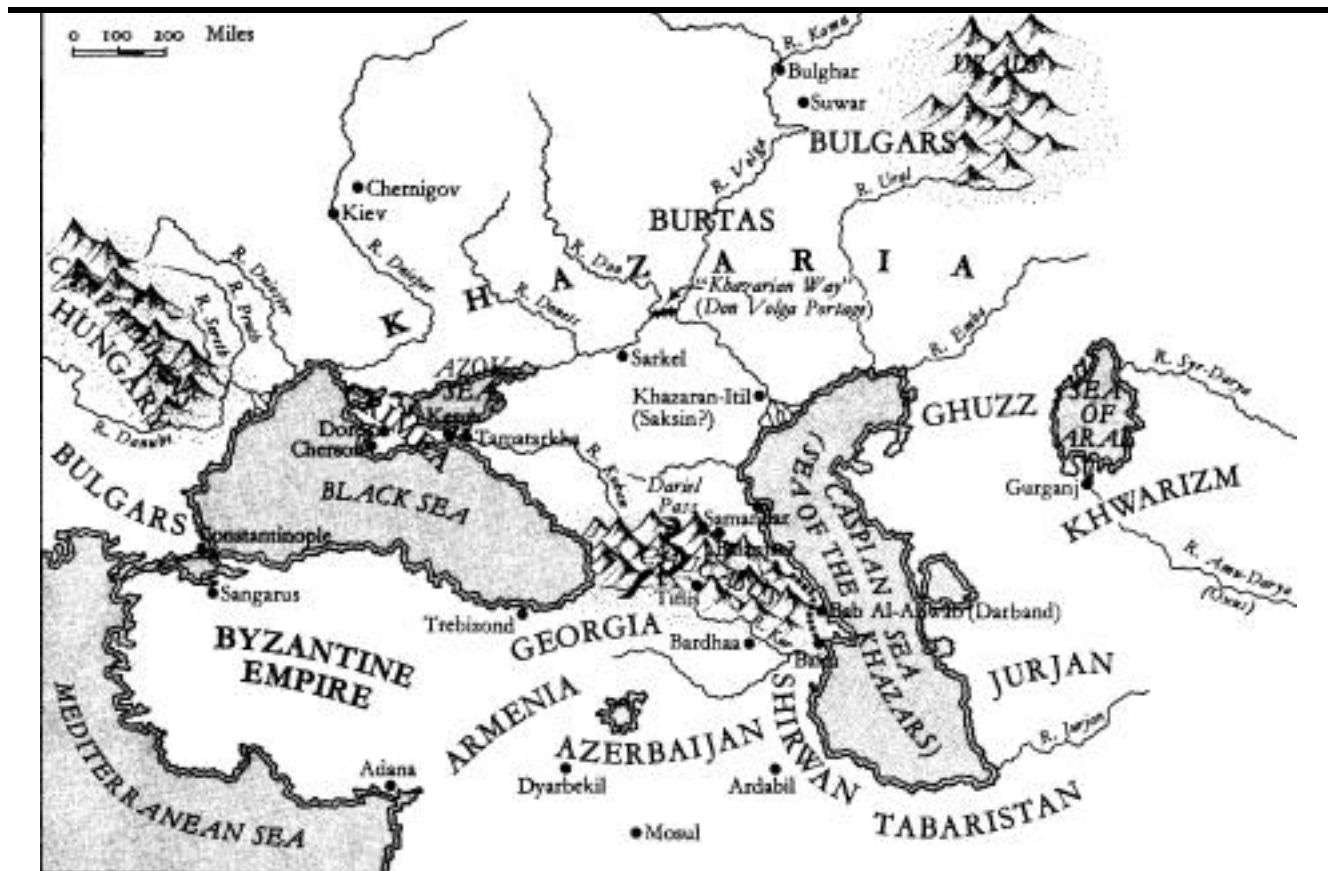 0 100 200 Miles
R. Kama
URALS
Bulghar
Suwar
BULGARS
R. Volga
R. Ural
Chernigov
Kiev
BURTAS
R. Dnieper
R. Don
KHAZARIA
"Khazarian Way"
(Don Volga Portage)
R. Dniester
R. Pruth
R. Sereth
HUNGARY
R. Donets
R. Emba
AZOV
SEA
Sarkel
Khazaran-Itil
(Saksin?)
GHUZZ
SEA
OF
ARAL
R. Syr-Darya
R. Danube
Doros
Cherson
Kerch
Tamatarkha
R. Kuban
BULGARS
BLACK SEA
Dariel
Pass
Samandar
CASPIAN SEA
(SEA OF THE KHAZARS)
Gurganj
KHWARIZM
R. Amu-Darya
Constantinople
Sangarus
Tiflis
Bab Al-Abwab (Darband)
Trebizond
GEORGIA
R. Kur
Bardhaa
Baku
BYZANTINE
EMPIRE
JURJAN
ARMENIA
SHIRWAN
R. Jurjan
MEDITERRANEAN SEA
AZERBAIJAN
Adana
Dyarbekil
Ardabil
TABARISTAN
Mosul